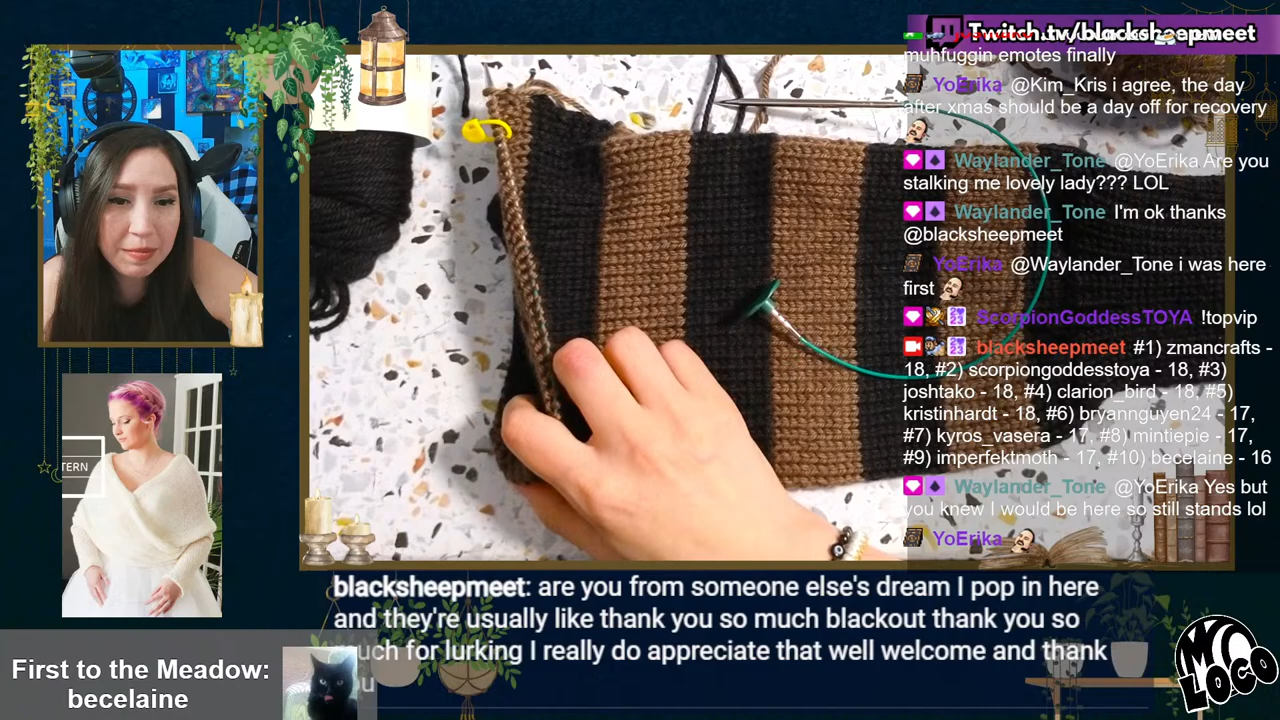 Twitch.tv/blacksheepmeet
muhfuggin emotes finally
YoErika @Kim_Kris i agree, the day
after xmas should be a day off for recovery
Waylander_Tone @YoErika Are you
stalking me lovely lady??? LOL
Waylander_Tone I'm ok thanks
@blacksheepmeet
YoErika @Waylander_Tone i was here
first
ScorpionGoddessTOYA !topvip
blacksheepmeet #1) zmancrafts -
18, #2) scorpiongoddesstoya - 18, #3)
joshtako - 18, #4) clarion_bird - 18, #5)
kristinhardt - 18, #6) bryannguyen24 - 17,
#7) kyros_vasera - 17, #8) mintiepie - 17,
#9) imperfektmoth - 17, #10) becelaine - 16
Waylander_Tone @YoErika Yes but
you knew I would be here so still stands lol
YoErika
TERN
blacksheepmeet: are you from someone else's dream I pop in here
and they're usually like thank you so much blackout thank you so
much for lurking I really do appreciate that well welcome and thank
you
First to the Meadow:
becelaine
MC
LOCO